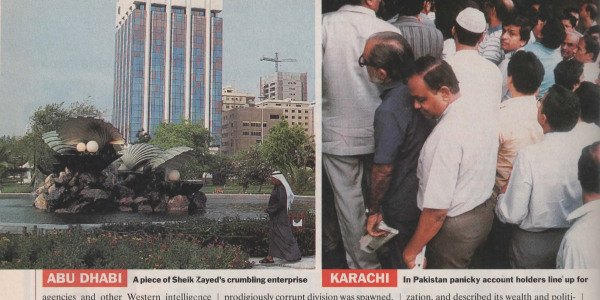 ABU DHABI A piece of Sheik Zayed's crumbling enterprise
KARACHI In Pakistan panicky account holders line up for
agencies and other Western intelligence
prodigiously corrupt division was spawned,
zation, and described its wealth and politi-